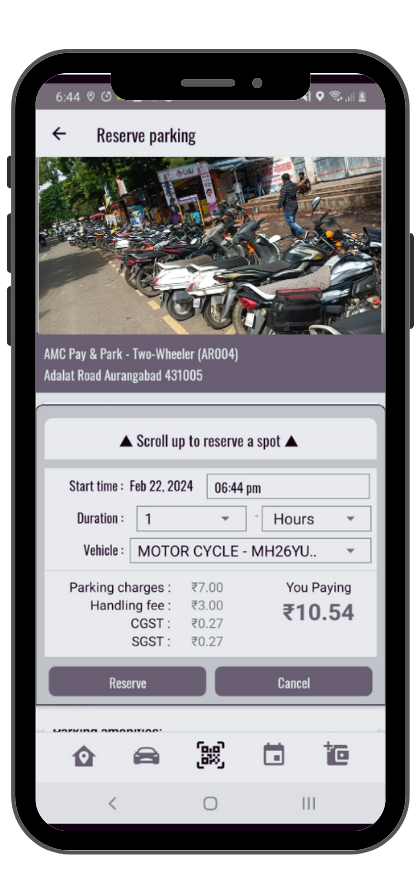 6:44
Reserve parking
U&I
AMC Pay & Park - Two-Wheeler (AR004)
Adalat Road Aurangabad 431005
▲ Scroll up to reserve a spot ▲
Start time : Feb 22, 2024 06:44 pm
Duration : 1 - Hours
Vehicle : MOTOR CYCLE - MH26YU..
Parking charges : ₹7.00
Handling fee : ₹3.00
CGST : ₹0.27
SGST : ₹0.27
You Paying
₹10.54
Reserve Cancel
Parking amenities: